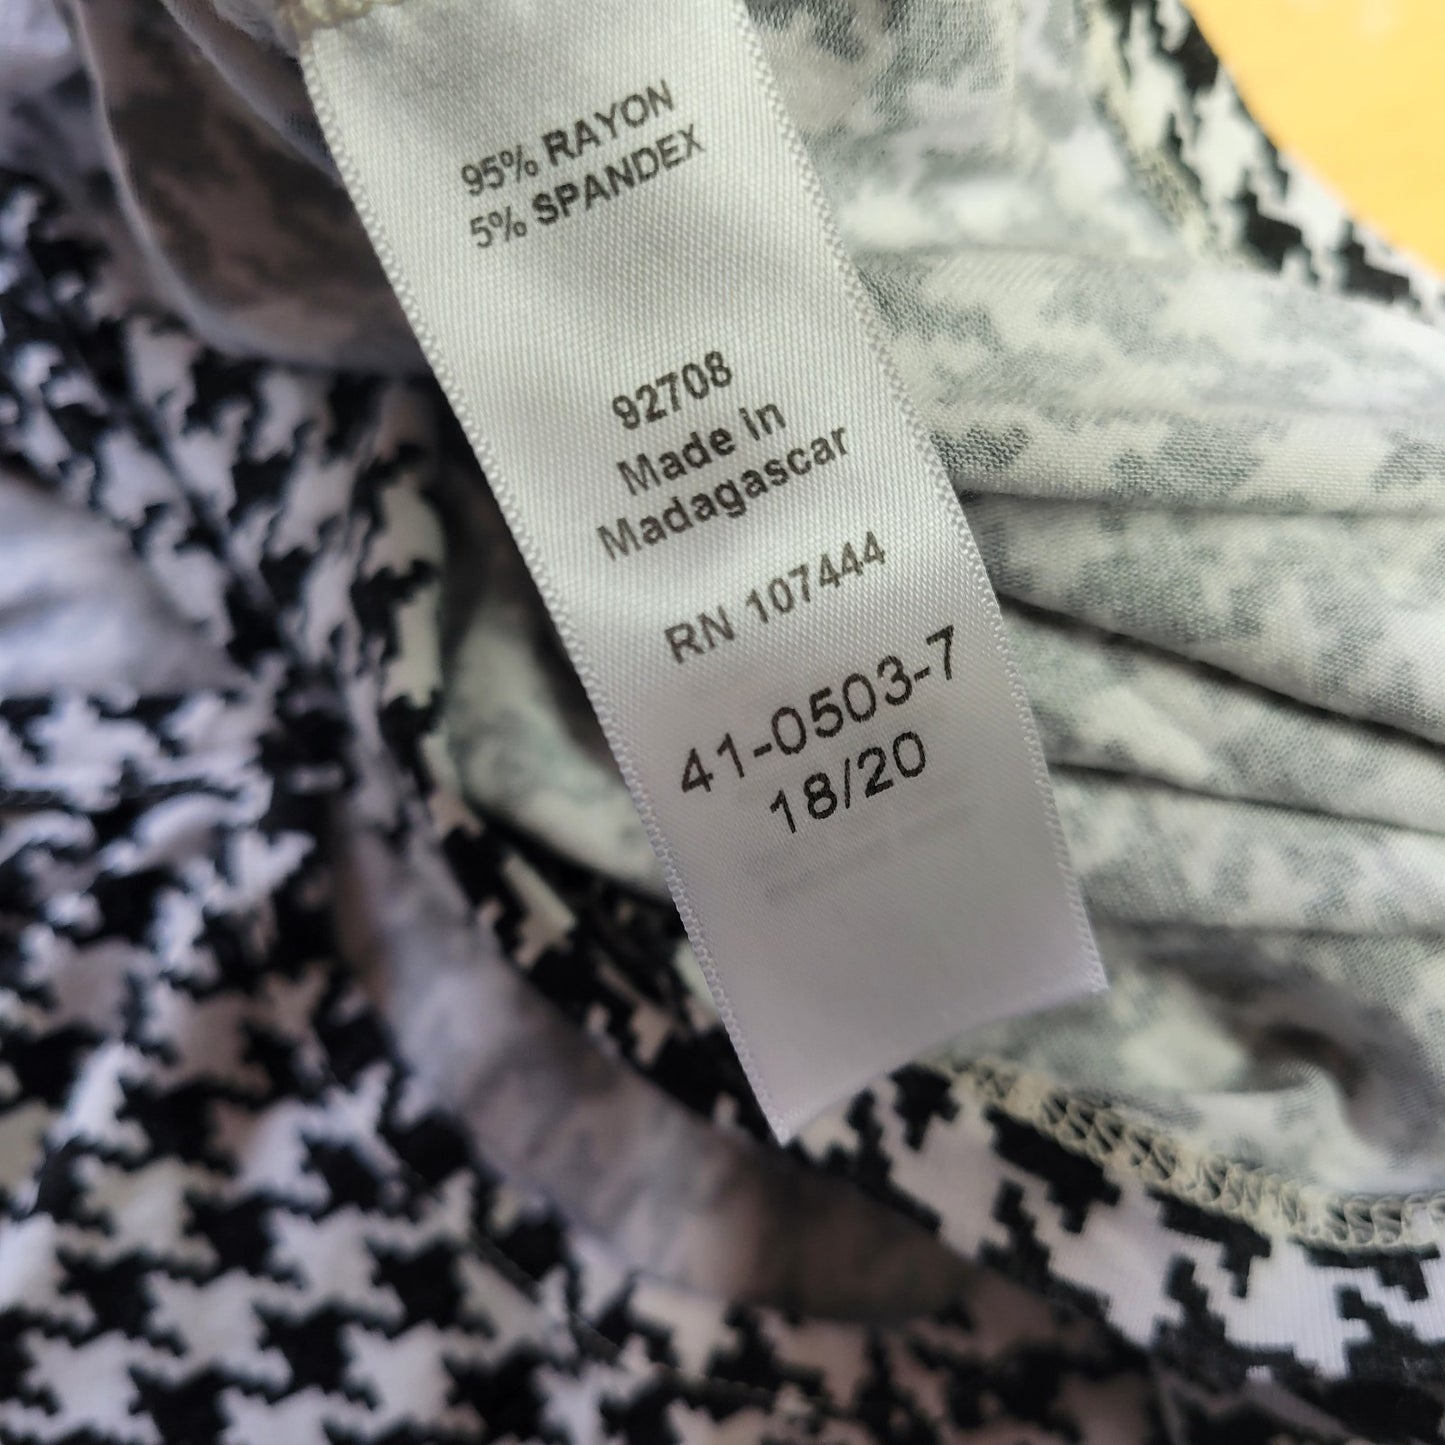 95% RAYON
5% SPANDEX
92708
Made in
Madagascar
RN 107444
41-0503-7
18/20